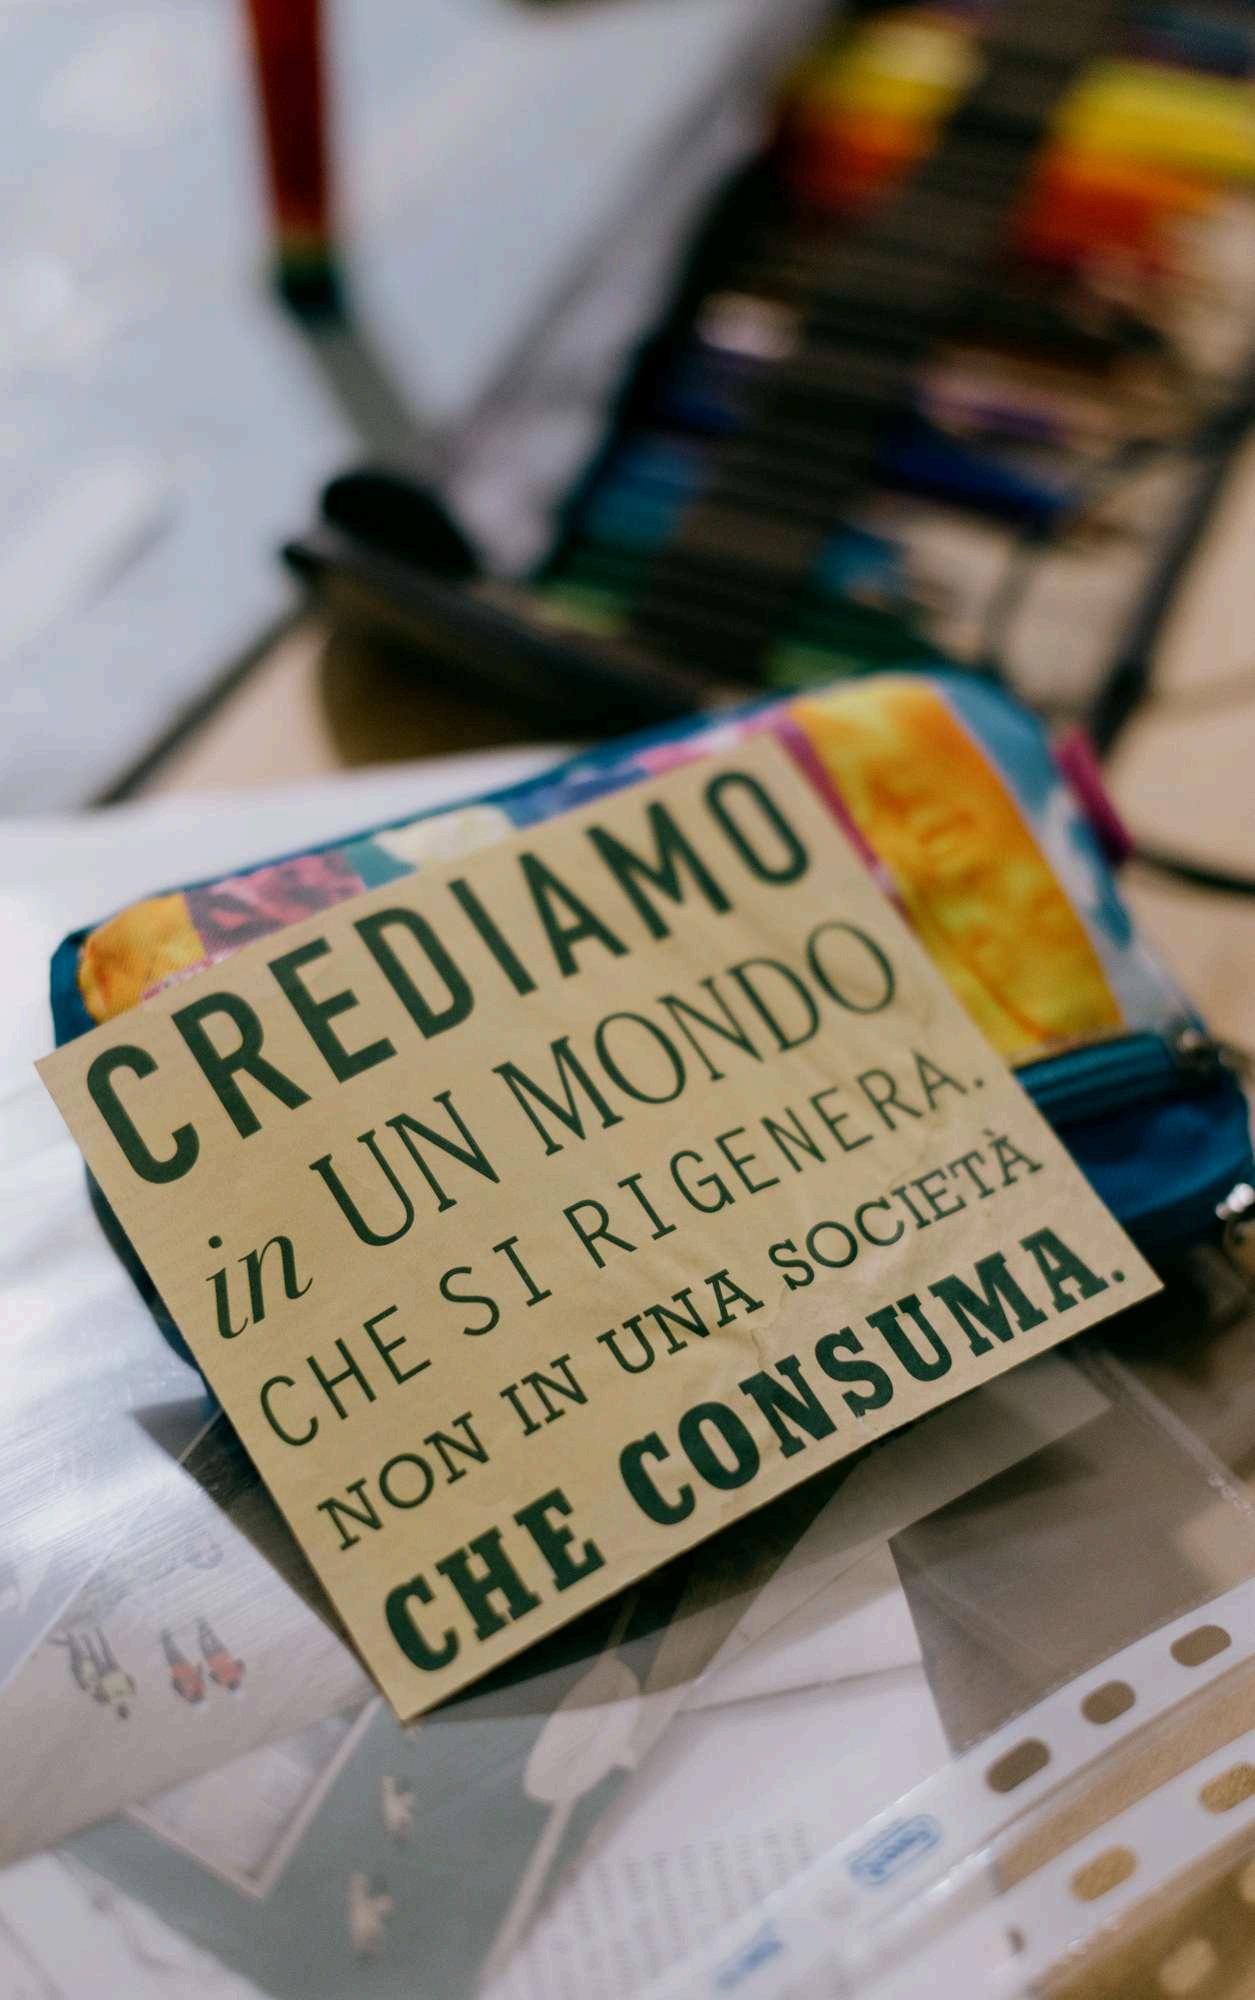 CREDIAMO
in UN MONDO
CHE SI RIGENERA.
NON IN UNA SOCIETÀ
CHE CONSUMA.